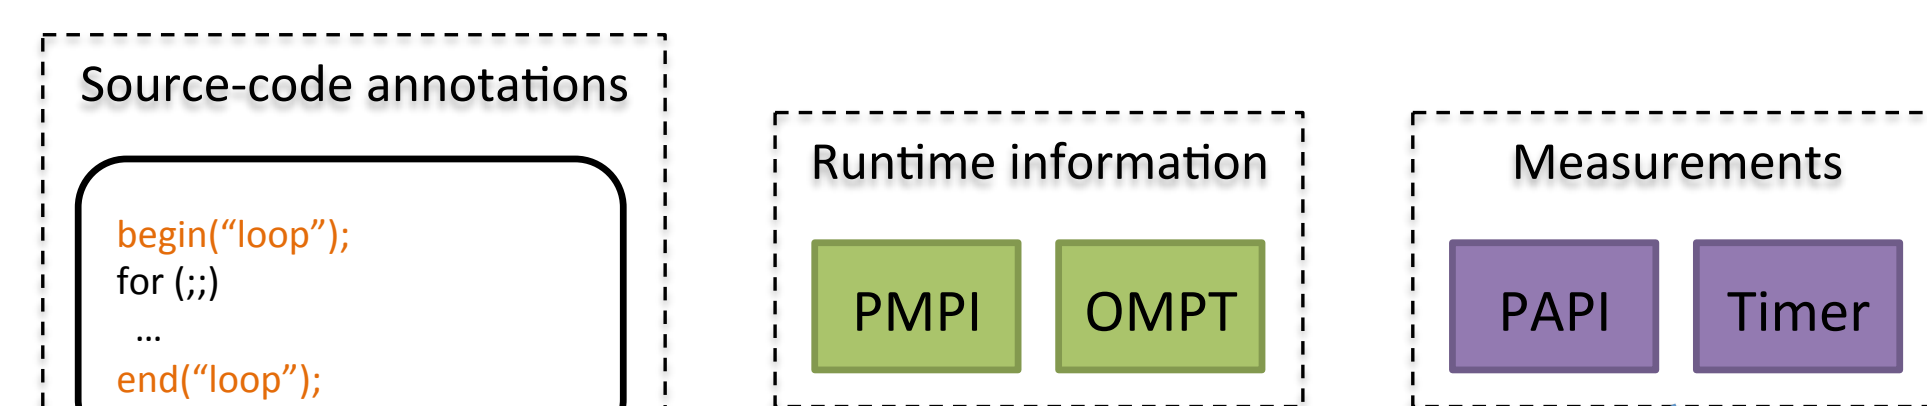 Source-code annotations
begin(“loop”);
for (;;)
…
end(“loop”);
Runtime information
PMPI
OMPT
Measurements
PAPI
Timer